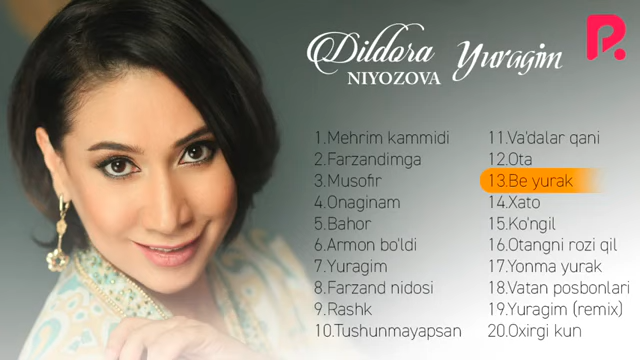 Dildora Yuragim
NIYOZOVA
P.
1.Mehrim kammidi
2.Farzandimga
3.Musofir
4.Onaginam
5.Bahor
6.Armon bo'ldi
7.Yuragim
8.Farzand nidosi
9.Rashk
10.Tushunmayapsan
11.Va'dalar qani
12.Ota
13.Be yurak
14.Xato
15.Ko'ngil
16.Otangni rozi qil
17.Yonma yurak
18.Vatan posbonlari
19.Yuragim (remix)
20.Oxirgi kun